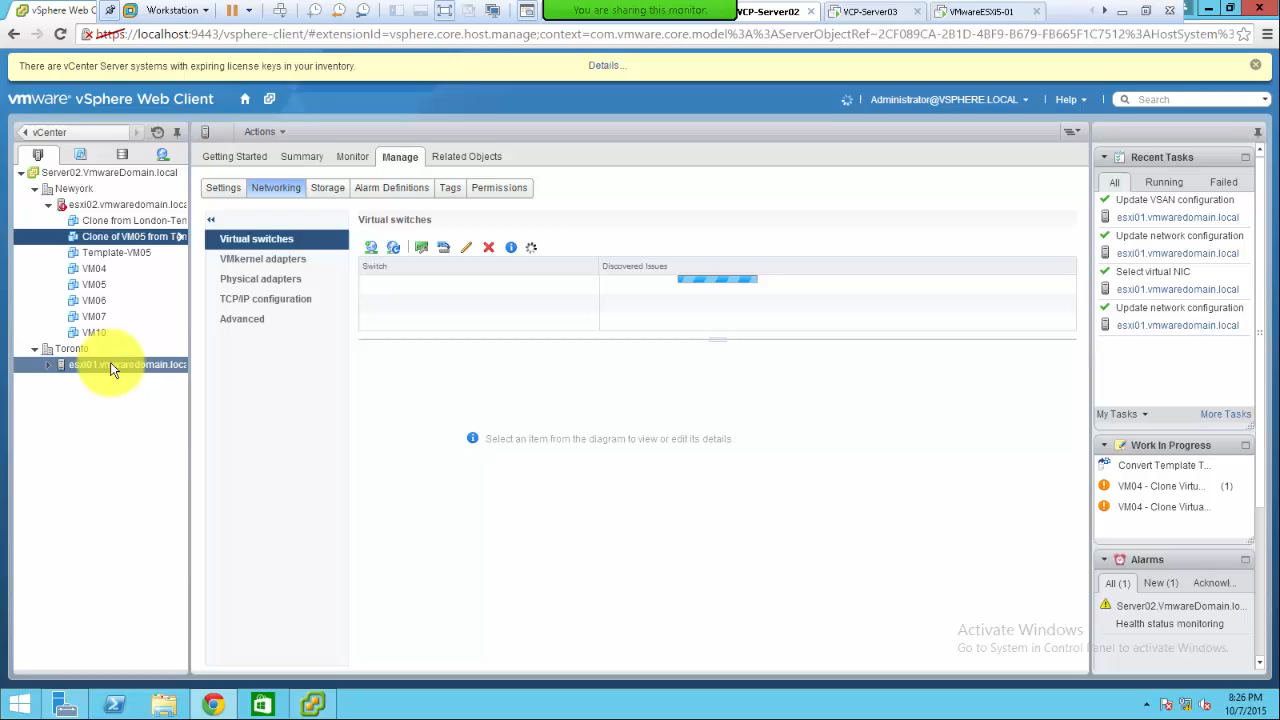 vSphere Web C
Workstation
You are sharing this monitor.
VCP-Server02
VCP-Server03
VMwareESXi5-01
https://localhost:9443/vsphere-client/#extensionId=vsphere.core.host.manage;context=com.vmware.core.model%3A%3AServerObjectRef~2CF089CA-2B1D-4BF9-B679-FB665F1C7512%3AHostSystem%3
There are vCenter Server systems with expiring license keys in your inventory.
Details...
vmware® vSphere Web Client
Administrator@VSPHERE.LOCAL
Help
Search
vCenter
Actions
Server02.VmwareDomain.local
Newyork
esxi02.vmwaredomain.loca
Clone from London-Tem
Clone of VM05 from Tem
Template-VM05
VM04
VM05
VM06
VM07
VM10
Toronto
esxi01.vmwaredomain.loca
Getting Started
Summary
Monitor
Manage
Related Objects
Settings
Networking
Storage
Alarm Definitions
Tags
Permissions
Virtual switches
VMkernel adapters
Physical adapters
TCP/IP configuration
Advanced
Virtual switches
Switch
Discovered Issues
Select an item from the diagram to view or edit its details.
Recent Tasks
All
Running
Failed
Update VSAN configuration
esxi01.vmwaredomain.local
Update network configuration
esxi01.vmwaredomain.local
Select virtual NIC
esxi01.vmwaredomain.local
Update network configuration
esxi01.vmwaredomain.local
My Tasks
More Tasks
Work In Progress
Convert Template T...
VM04 - Clone Virtu... (1)
VM04 - Clone Virtua...
Alarms
All (1)
New (1)
Acknowl...
Server02.VmwareDomain.lo...
Health status monitoring
Activate Windows
Go to System in Control Panel to activate Windows.
8:26 PM
10/7/2015